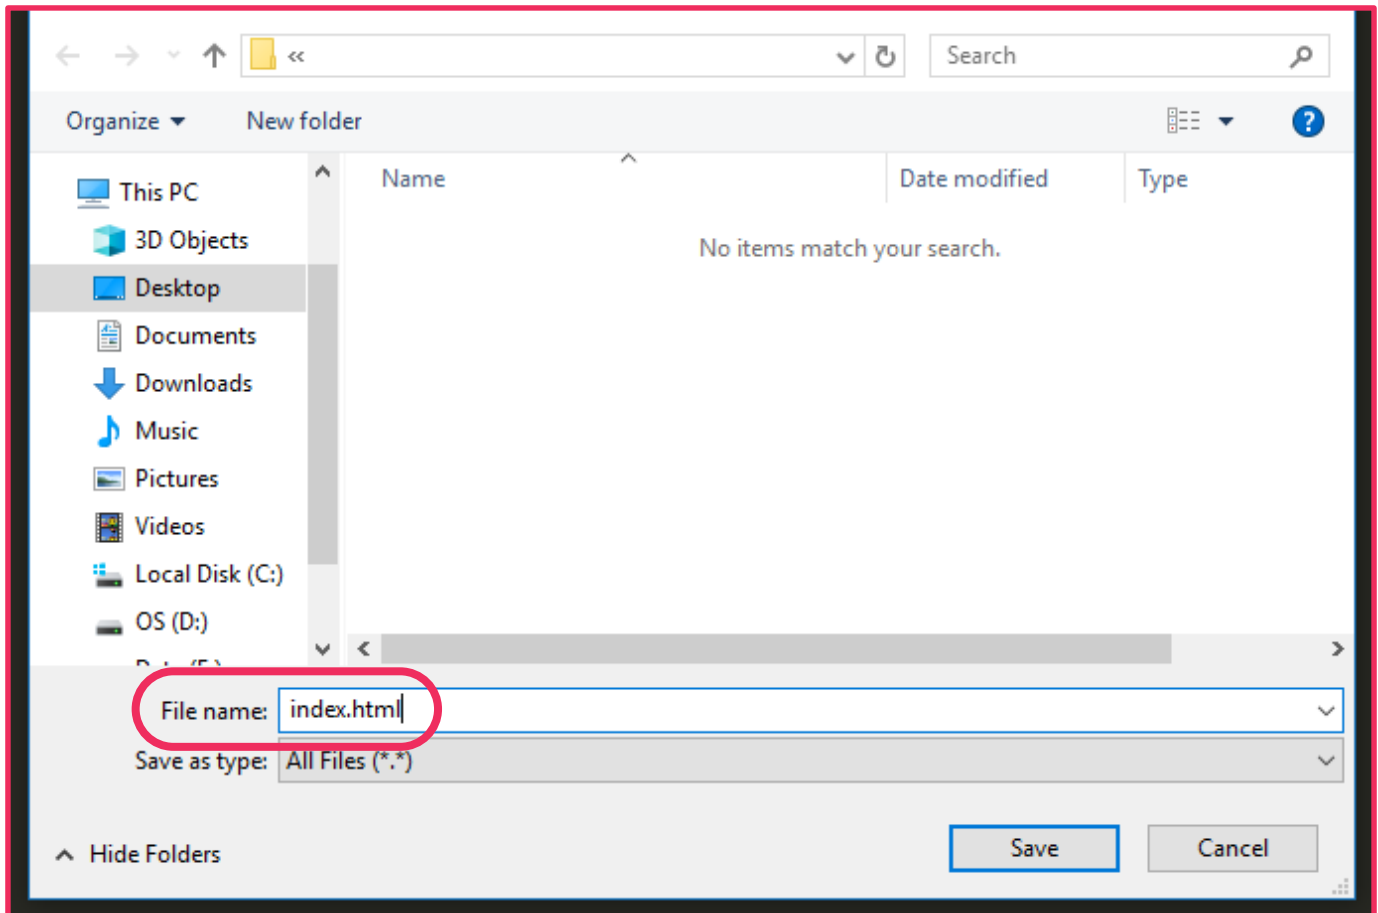 «
Search
Organize
New folder
?
Name
Date modified
Type
This PC
3D Objects
No items match your search.
Desktop
Documents
Downloads
Music
Pictures
Videos
Local Disk (C:)
OS (D:)
File name: index.html
Save as type: All Files (*.*)
Hide Folders
Save
Cancel